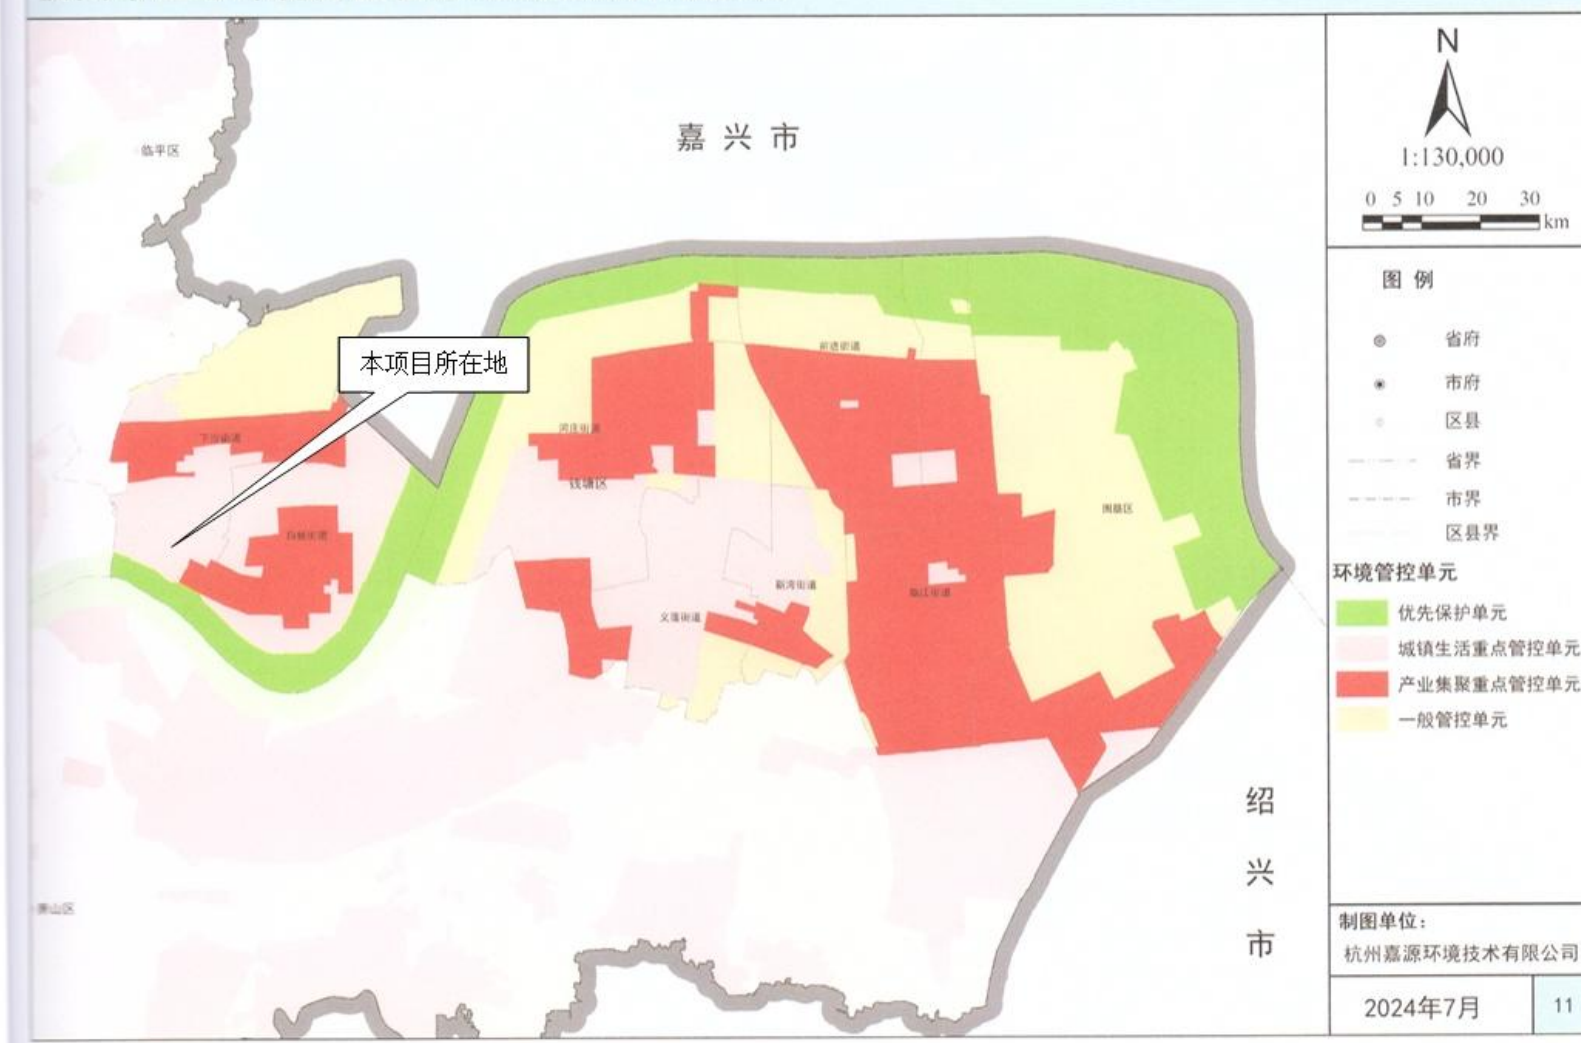 嘉兴市
临平区
本项目所在地
前进街道
下沙街道
河庄街道
钱塘区
围垦区
白杨街道
新湾街道
临江街道
义蓬街道
萧山区
绍
兴
市
N
1:130,000
0 5 10 20 30
km
图例
省府
市府
区县
省界
市界
区县界
环境管控单元
优先保护单元
城镇生活重点管控单元
产业集聚重点管控单元
一般管控单元
制图单位：
杭州嘉源环境技术有限公司
2024年7月
11